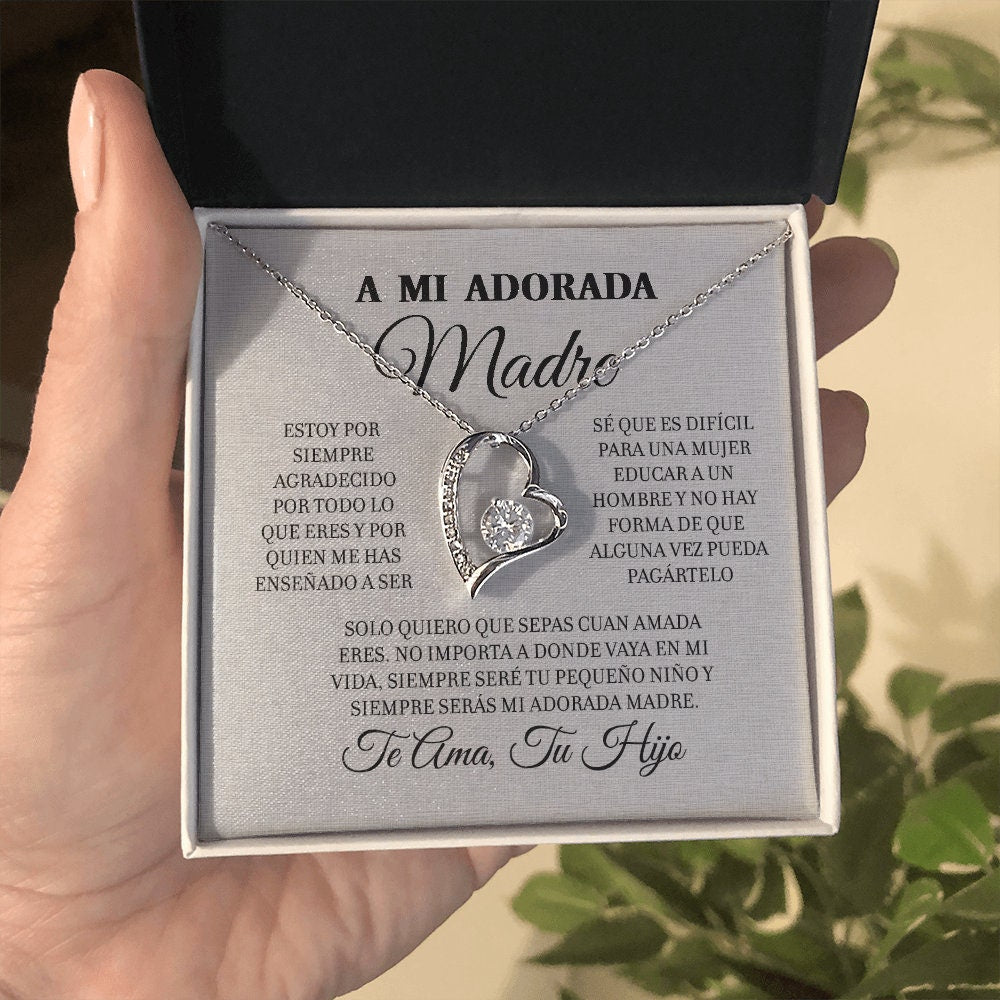 A MI ADORADA
Madre
ESTOY POR
SIEMPRE
AGRADECIDO
POR TODO LO
QUE ERES Y POR
QUIEN ME HAS
ENSEÑADO A SER
SÉ QUE ES DIFÍCIL
PARA UNA MUJER
EDUCAR A UN
HOMBRE Y NO HAY
FORMA DE QUE
ALGUNA VEZ PUEDA
PAGÁRTELO
SOLO QUIERO QUE SEPAS CUAN AMADA
ERES. NO IMPORTA A DONDE VAYA EN MI
VIDA, SIEMPRE SERÉ TU PEQUEÑO NIÑO Y
SIEMPRE SERÁS MI ADORADA MADRE.
Te Ama, Tu Hijo